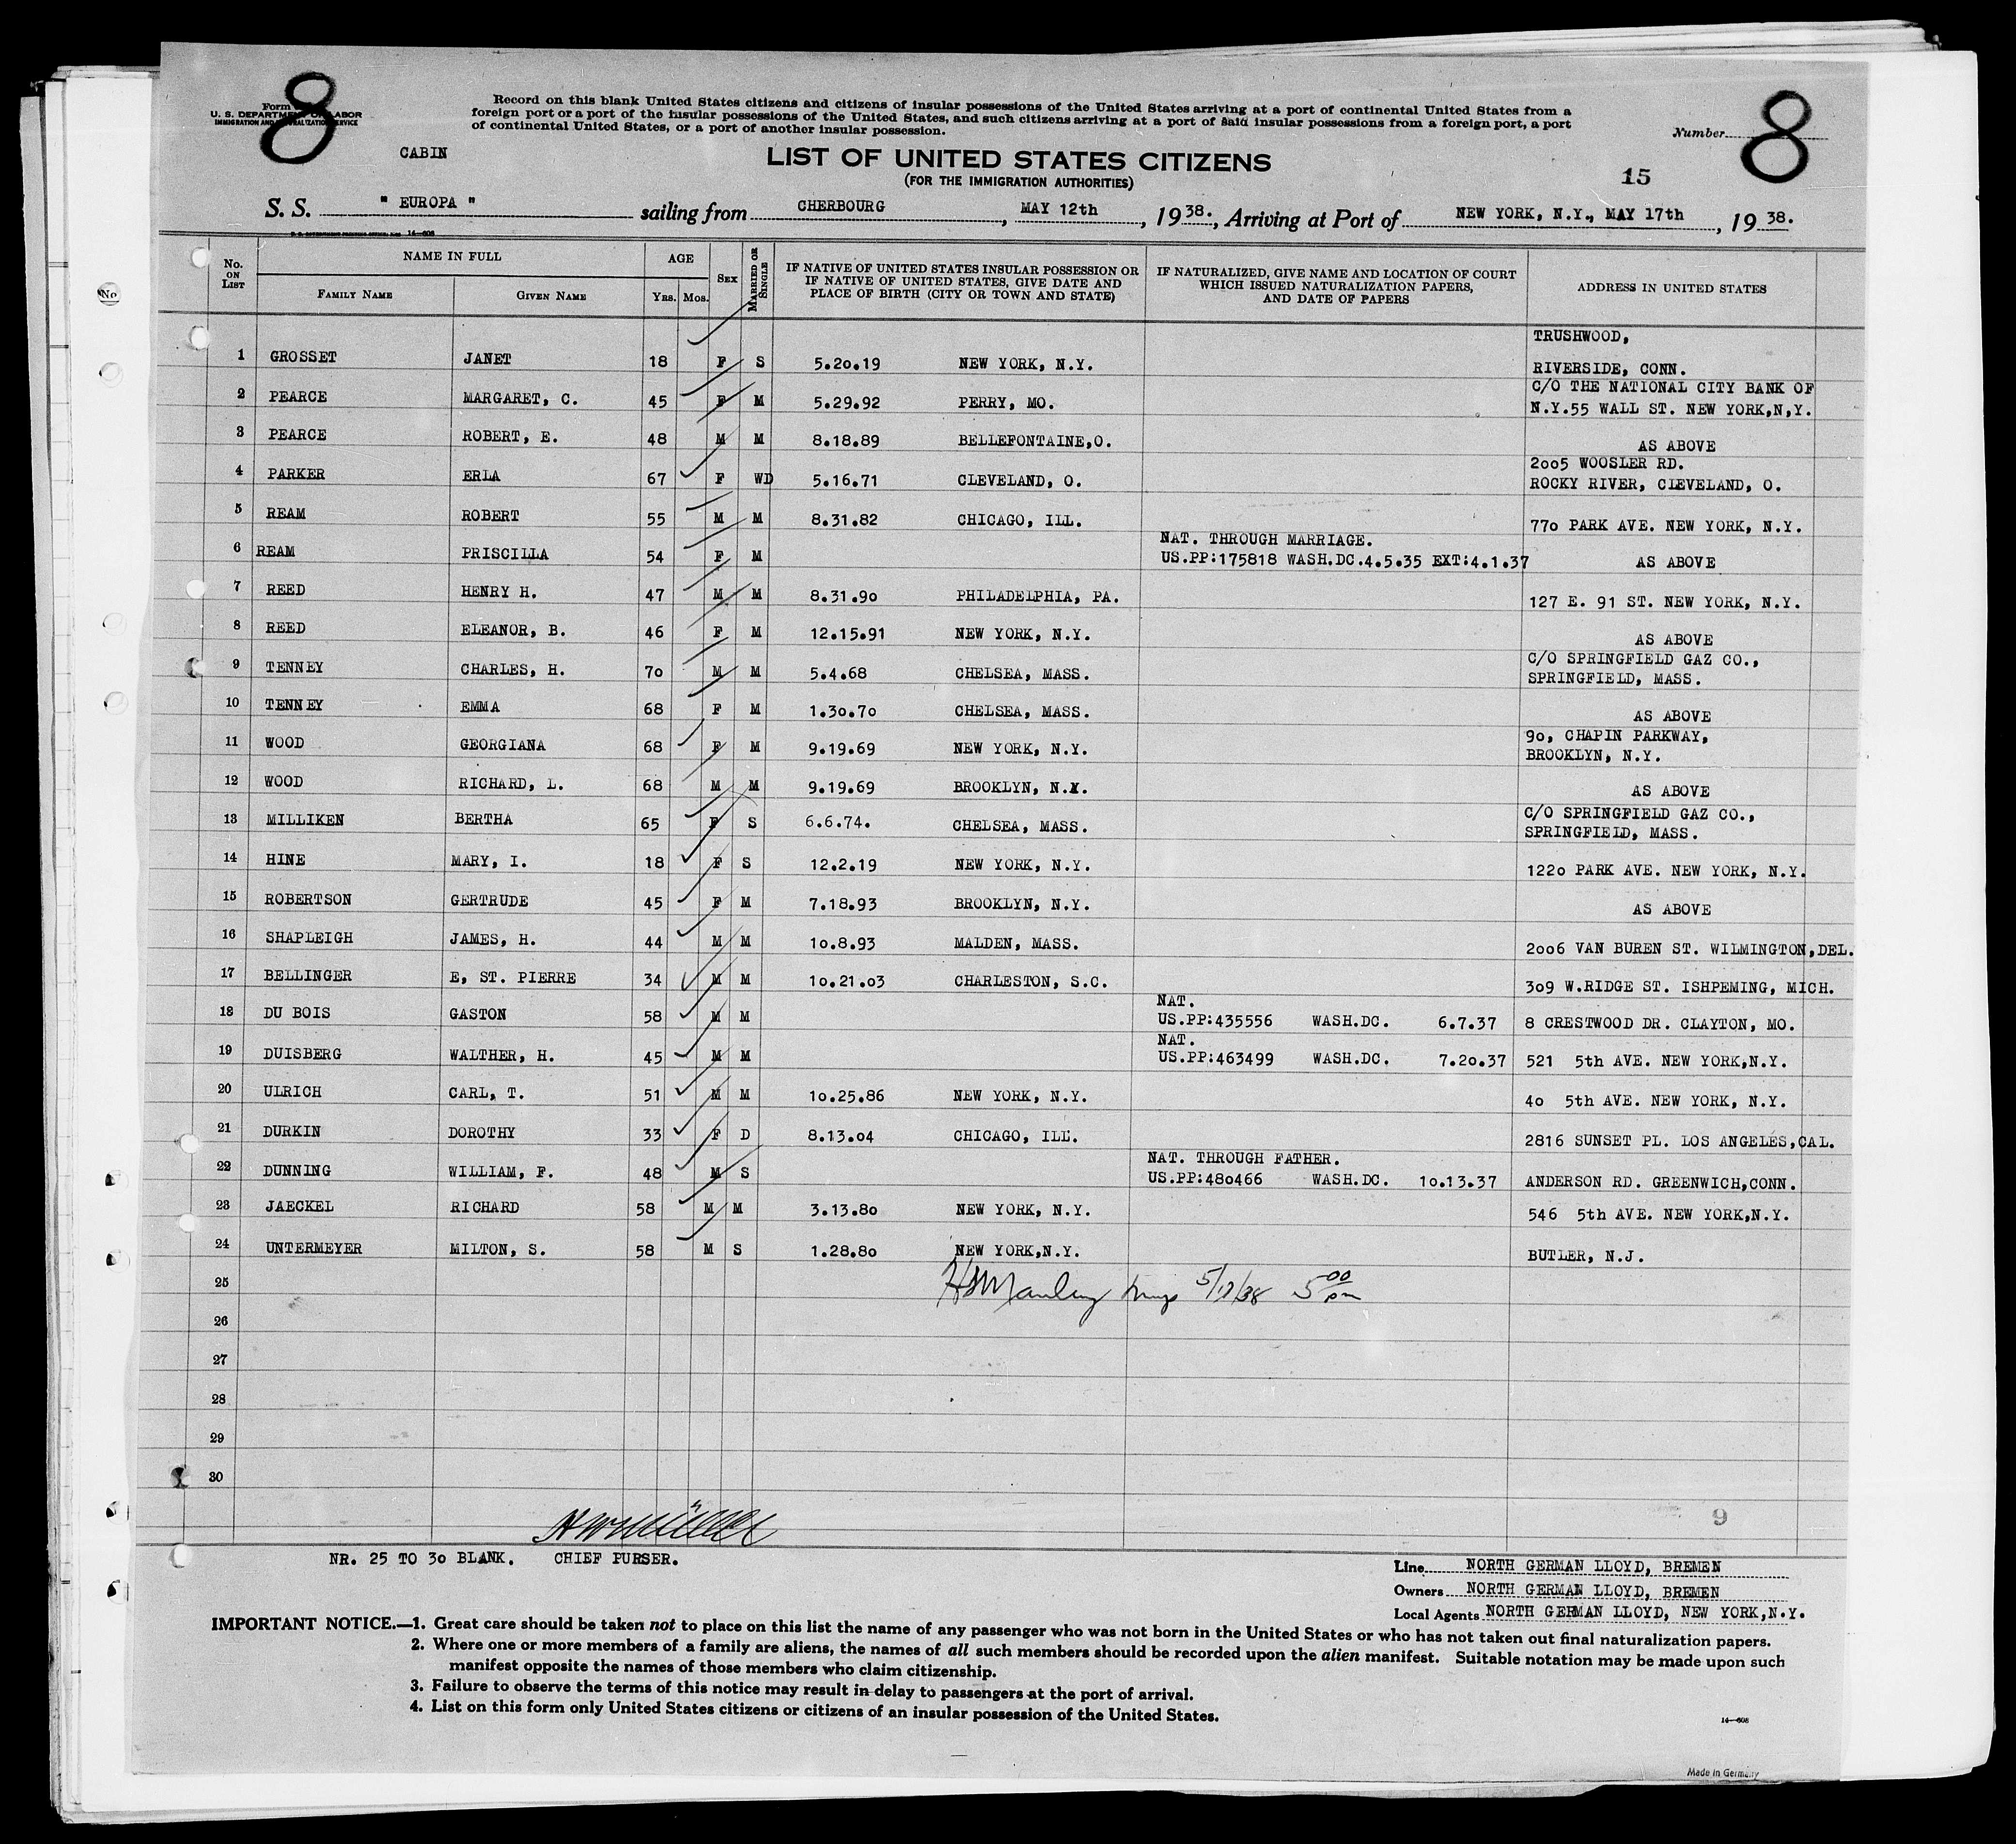 8
Form
U. S. DEPARTMENT OF LABOR
IMMIGRATION AND NATURALIZATION SERVICE
Record on this blank United States citizens and citizens of insular possessions of the United States arriving at a port of continental United States from a
foreign port or a port of the insular possessions of the United States, and such citizens arriving at a port of said insular possessions from a foreign port, a port
of continental United States, or a port of another insular possession.
Number 8
CABIN
LIST OF UNITED STATES CITIZENS
(FOR THE IMMIGRATION AUTHORITIES)
15
S. S. " EUROPA " sailing from CHERBOURG, MAY 12th, 1938., Arriving at Port of NEW YORK, N.Y., MAY 17th, 1938.
14-608
No. ON LIST NAME IN FULL FAMILY NAME GIVEN NAME AGE YRS. MOS. SEX MARRIED OR SINGLE IF NATIVE OF UNITED STATES INSULAR POSSESSION OR IF NATIVE OF UNITED STATES, GIVE DATE AND PLACE OF BIRTH (CITY OR TOWN AND STATE) IF NATURALIZED, GIVE NAME AND LOCATION OF COURT WHICH ISSUED NATURALIZATION PAPERS, AND DATE OF PAPERS ADDRESS IN UNITED STATES
TRUSHWOOD,
1 GROSSET JANET 18 F S 5.20.19 NEW YORK, N.Y. RIVERSIDE, CONN.
C/O THE NATIONAL CITY BANK OF
2 PEARCE MARGARET, C. 45 F M 5.29.92 PERRY, MO. N.Y.55 WALL ST. NEW YORK,N,Y.
3 PEARCE ROBERT, E. 48 M M 8.18.89 BELLEFONTAINE,O. AS ABOVE
2005 WOOSLER RD.
4 PARKER ERLA 67 F WD 5.16.71 CLEVELAND, O. ROCKY RIVER, CLEVELAND, O.
5 REAM ROBERT 55 M M 8.31.82 CHICAGO, ILL. 770 PARK AVE. NEW YORK, N.Y.
NAT. THROUGH MARRIAGE.
6 REAM PRISCILLA 54 F M US.PP:175818 WASH.DC.4.5.35 EXT:4.1.37 AS ABOVE
7 REED HENRY H. 47 M M 8.31.90 PHILADELPHIA, PA. 127 E. 91 ST. NEW YORK, N.Y.
8 REED ELEANOR, B. 46 F M 12.15.91 NEW YORK, N.Y. AS ABOVE
C/O SPRINGFIELD GAZ CO.,
9 TENNEY CHARLES, H. 70 M M 5.4.68 CHELSEA, MASS. SPRINGFIELD, MASS.
10 TENNEY EMMA 68 F M 1.30.70 CHELSEA, MASS. AS ABOVE
90, CHAPIN PARKWAY,
11 WOOD GEORGIANA 68 F M 9.19.69 NEW YORK, N.Y. BROOKLYN, N.Y.
12 WOOD RICHARD, L. 68 M M 9.19.69 BROOKLYN, N.Y. AS ABOVE
C/O SPRINGFIELD GAZ CO.,
13 MILLIKEN BERTHA 65 F S 6.6.74. CHELSEA, MASS. SPRINGFIELD, MASS.
14 HINE MARY, I. 18 F S 12.2.19 NEW YORK, N.Y. 1220 PARK AVE. NEW YORK, N.Y.
15 ROBERTSON GERTRUDE 45 F M 7.18.93 BROOKLYN, N.Y. AS ABOVE
16 SHAPLEIGH JAMES, H. 44 M M 10.8.93 MALDEN, MASS. 2006 VAN BUREN ST. WILMINGTON,DEL.
17 BELLINGER E, ST. PIERRE 34 M M 10.21.03 CHARLESTON, S.C. 309 W.RIDGE ST. ISHPEMING, MICH.
NAT.
18 DU BOIS GASTON 58 M M US.PP:435556 WASH.DC. 6.7.37 8 CRESTWOOD DR. CLAYTON, MO.
NAT.
19 DUISBERG WALTHER, H. 45 M M US.PP:463499 WASH.DC. 7.20.37 521 5th AVE. NEW YORK,N.Y.
20 ULRICH CARL, T. 51 M M 10.25.86 NEW YORK, N.Y. 40 5th AVE. NEW YORK, N.Y.
21 DURKIN DOROTHY 33 F D 8.13.04 CHICAGO, ILL. 2816 SUNSET PL. LOS ANGELES,CAL.
NAT. THROUGH FATHER.
22 DUNNING WILLIAM, F. 48 M S US.PP:480466 WASH.DC. 10.13.37 ANDERSON RD. GREENWICH,CONN.
23 JAECKEL RICHARD 58 M M 3.13.80 NEW YORK, N.Y. 546 5th AVE. NEW YORK,N.Y.
24 UNTERMEYER MILTON, S. 58 M S 1.28.80 NEW YORK,N.Y. BUTLER, N.J.
25 5/17/38 5 00 pm
26
27
28
29
30
9
NR. 25 TO 30 BLANK. CHIEF PURSER.
Line NORTH GERMAN LLOYD, BREMEN
Owners NORTH GERMAN LLOYD, BREMEN
Local Agents NORTH GERMAN LLOYD, NEW YORK,N.Y.
IMPORTANT NOTICE.—1. Great care should be taken not to place on this list the name of any passenger who was not born in the United States or who has not taken out final naturalization papers.
2. Where one or more members of a family are aliens, the names of all such members should be recorded upon the alien manifest. Suitable notation may be made upon such
manifest opposite the names of those members who claim citizenship.
3. Failure to observe the terms of this notice may result in delay to passengers at the port of arrival.
4. List on this form only United States citizens or citizens of an insular possession of the United States.
14-608
Made in Germany